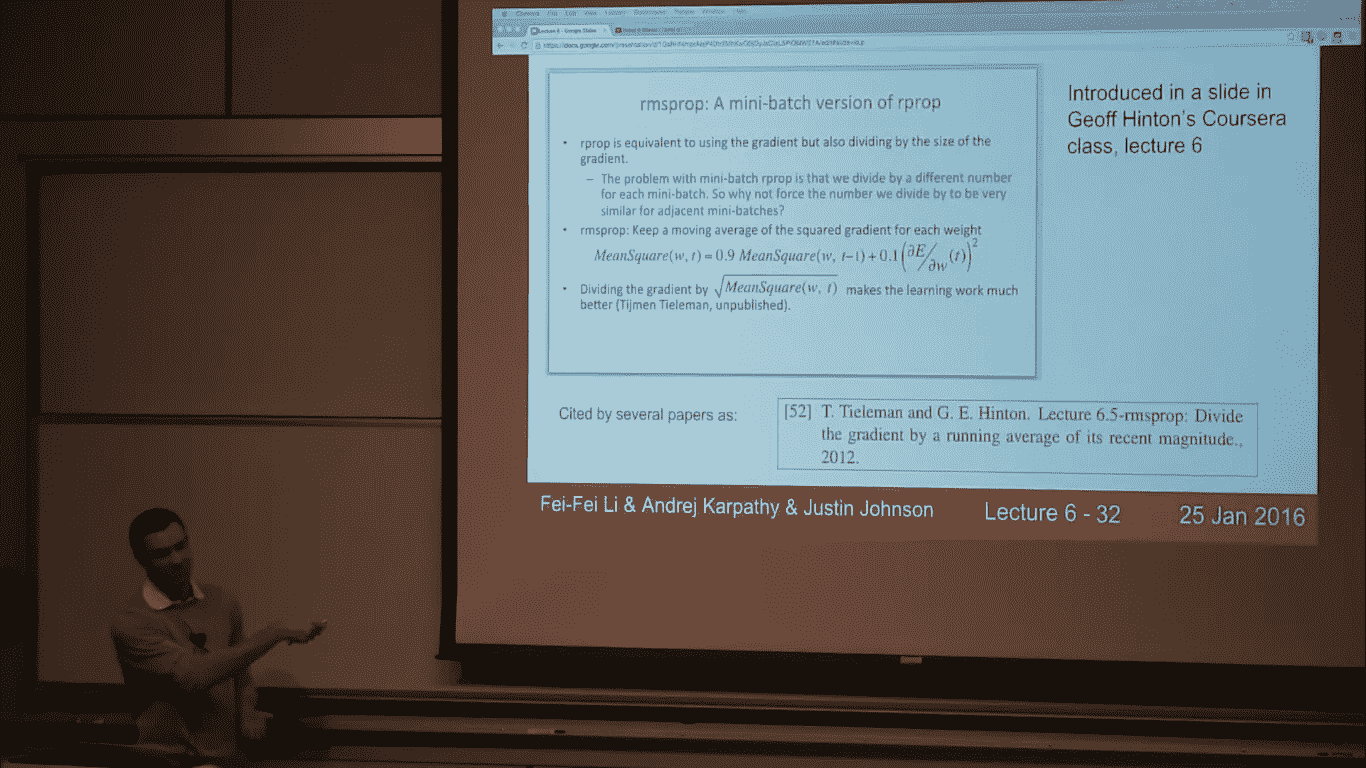 Lecture 6 - Google Slides
rmsprop: A mini-batch version of rprop
Introduced in a slide in
Geoff Hinton's Coursera
class, lecture 6
• rprop is equivalent to using the gradient but also dividing by the size of the
gradient.
– The problem with mini-batch rprop is that we divide by a different number
for each mini-batch. So why not force the number we divide by to be very
similar for adjacent mini-batches?
• rmsprop: Keep a moving average of the squared gradient for each weight
MeanSquare(w, t) = 0.9 MeanSquare(w, t−1) + 0.1(∂E/∂w(t))²
• Dividing the gradient by √MeanSquare(w, t) makes the learning work much
better (Tijmen Tieleman, unpublished).
Cited by several papers as:
[52] T. Tieleman and G. E. Hinton. Lecture 6.5-rmsprop: Divide
the gradient by a running average of its recent magnitude.,
2012.
Fei-Fei Li & Andrej Karpathy & Justin Johnson
Lecture 6 - 32
25 Jan 2016